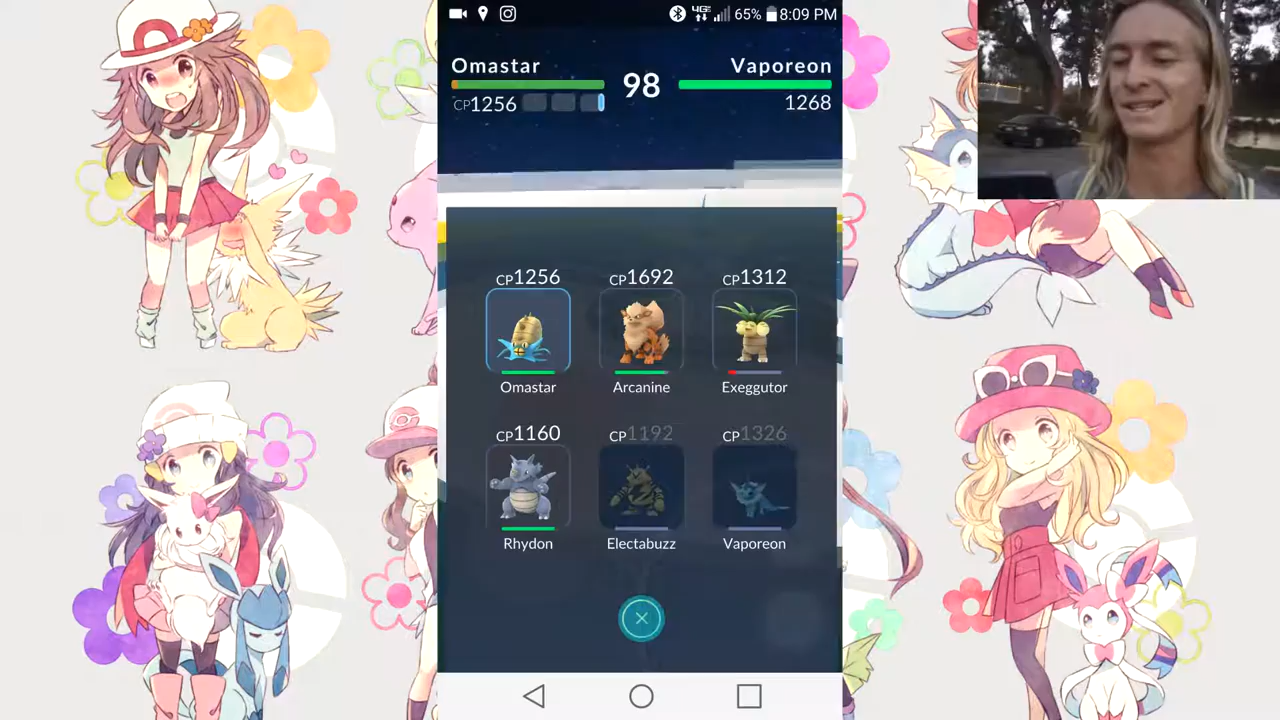 4G LTE 65% 8:09 PM
Omastar 98 Vaporeon
CP1256 1268
CP1256 CP1692 CP1312
Omastar Arcanine Exeggutor
CP1160 CP1192 CP1326
Rhydon Electabuzz Vaporeon